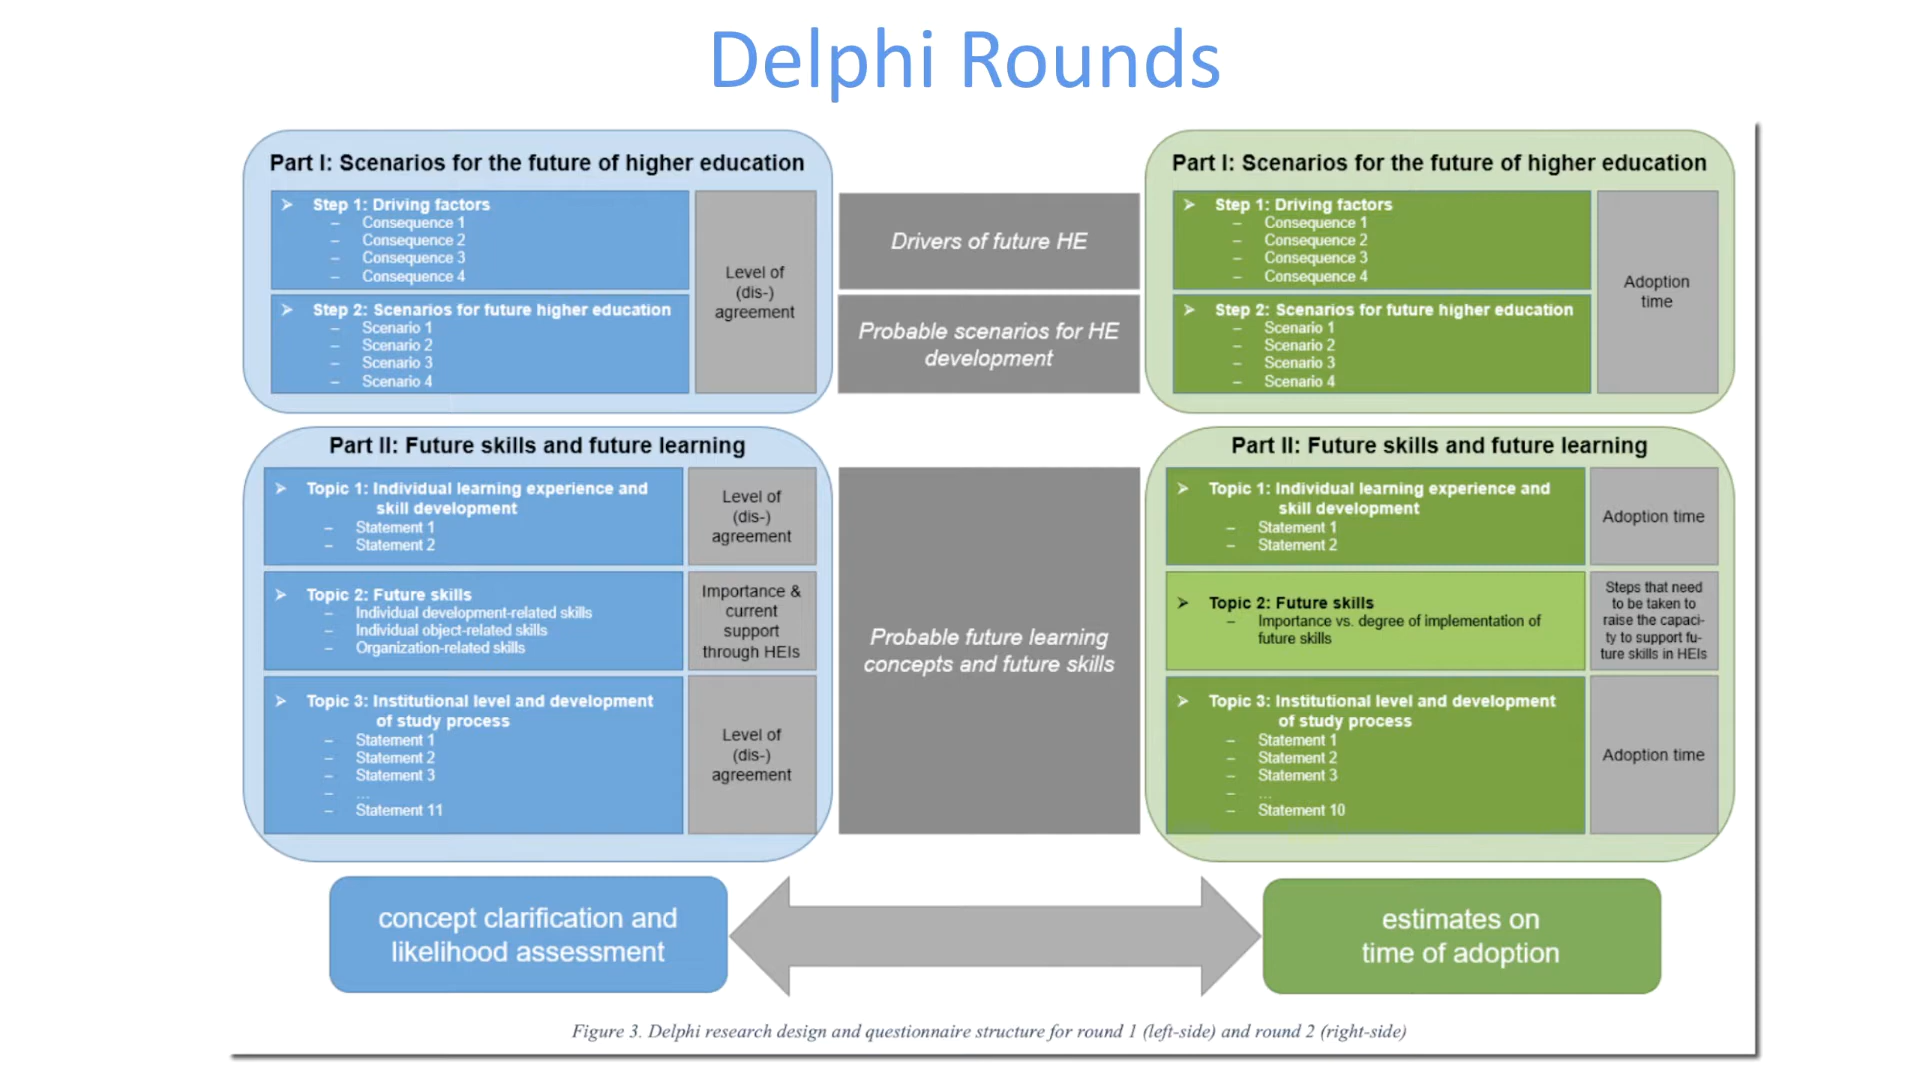 Delphi Rounds
Part I: Scenarios for the future of higher education
➢ Step 1: Driving factors
– Consequence 1
– Consequence 2
– Consequence 3
– Consequence 4
➢ Step 2: Scenarios for future higher education
– Scenario 1
– Scenario 2
– Scenario 3
– Scenario 4
Level of
(dis-)
agreement
Drivers of future HE
Probable scenarios for HE
development
Part I: Scenarios for the future of higher education
➢ Step 1: Driving factors
– Consequence 1
– Consequence 2
– Consequence 3
– Consequence 4
➢ Step 2: Scenarios for future higher education
– Scenario 1
– Scenario 2
– Scenario 3
– Scenario 4
Adoption
time
Part II: Future skills and future learning
➢ Topic 1: Individual learning experience and
skill development
– Statement 1
– Statement 2
Level of
(dis-)
agreement
➢ Topic 2: Future skills
– Individual development-related skills
– Individual object-related skills
– Organization-related skills
Importance &
current
support
through HEIs
➢ Topic 3: Institutional level and development
of study process
– Statement 1
– Statement 2
– Statement 3
– ...
– Statement 11
Level of
(dis-)
agreement
Probable future learning
concepts and future skills
Part II: Future skills and future learning
➢ Topic 1: Individual learning experience and
skill development
– Statement 1
– Statement 2
Adoption time
➢ Topic 2: Future skills
– Importance vs. degree of implementation of
future skills
Steps that need
to be taken to
raise the capaci-
ty to support fu-
ture skills in HEIs
➢ Topic 3: Institutional level and development
of study process
– Statement 1
– Statement 2
– Statement 3
– ...
– Statement 10
Adoption time
concept clarification and
likelihood assessment
estimates on
time of adoption
Figure 3. Delphi research design and questionnaire structure for round 1 (left-side) and round 2 (right-side)